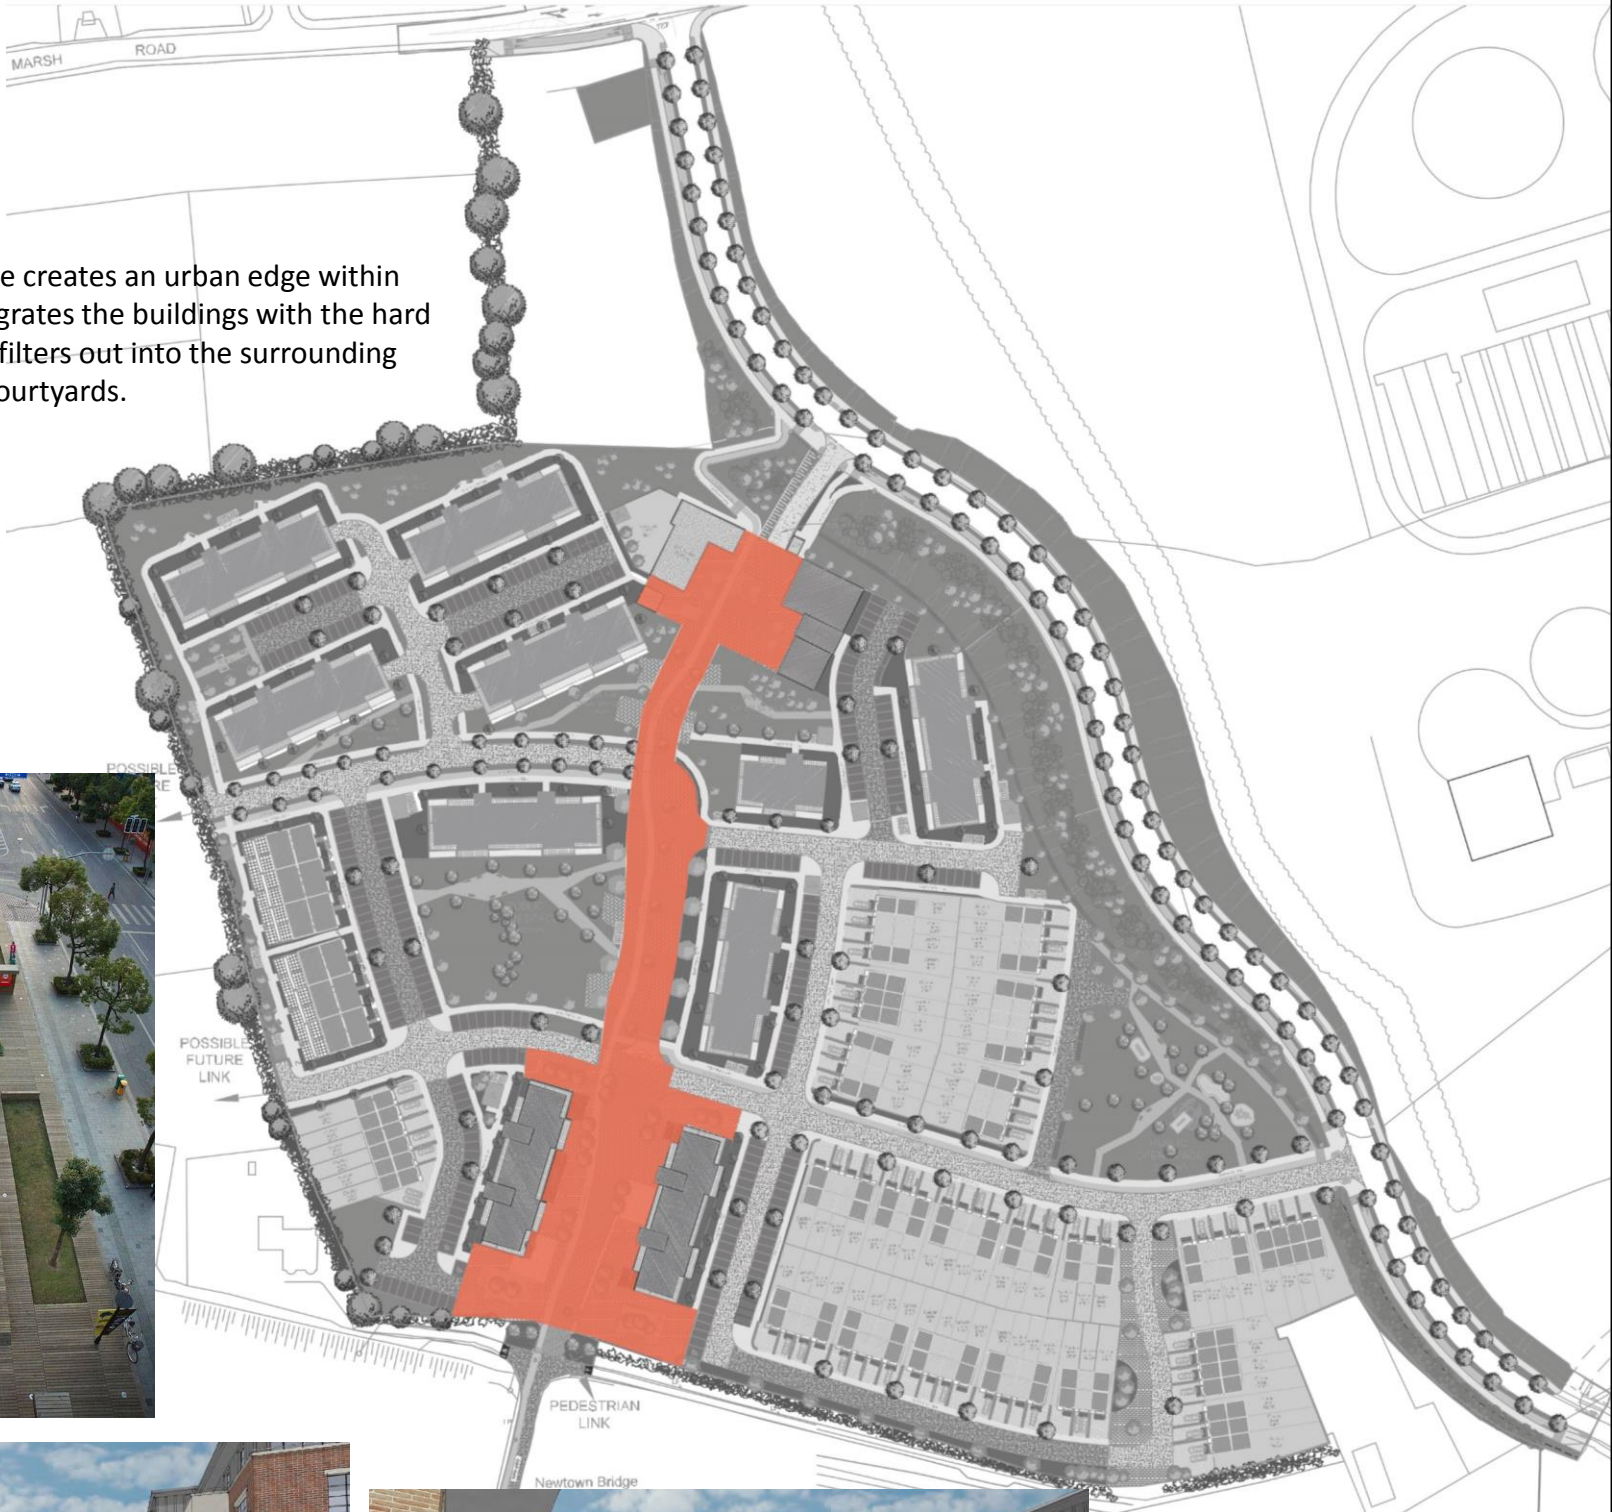 MARSH ROAD
e creates an urban edge within
grates the buildings with the hard
filters out into the surrounding
ourtyards.
POSSIBLE
RE
POSSIBLE
FUTURE
LINK
PEDESTRIAN
LINK
Newtown Bridge